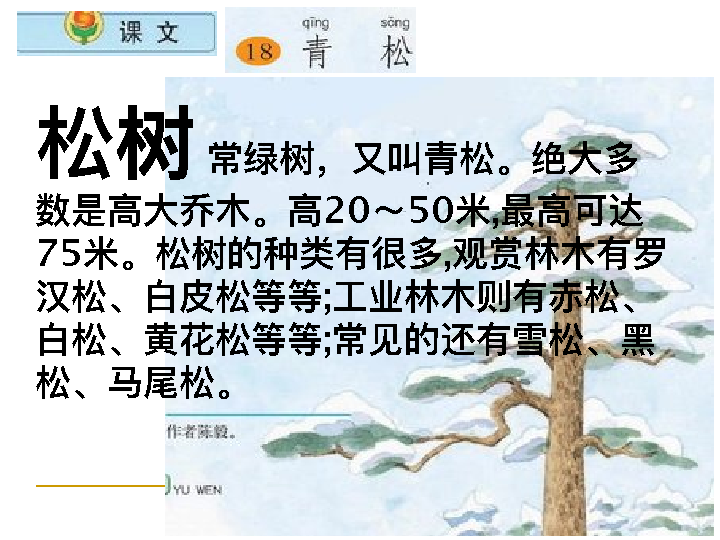 课 文
qīng sōng
18 青 松
松树 常绿树，又叫青松。绝大多
数是高大乔木。高20～50米,最高可达
75米。松树的种类有很多,观赏林木有罗
汉松、白皮松等等;工业林木则有赤松、
白松、黄花松等等;常见的还有雪松、黑
松、马尾松。
作者陈毅。
YU WEN